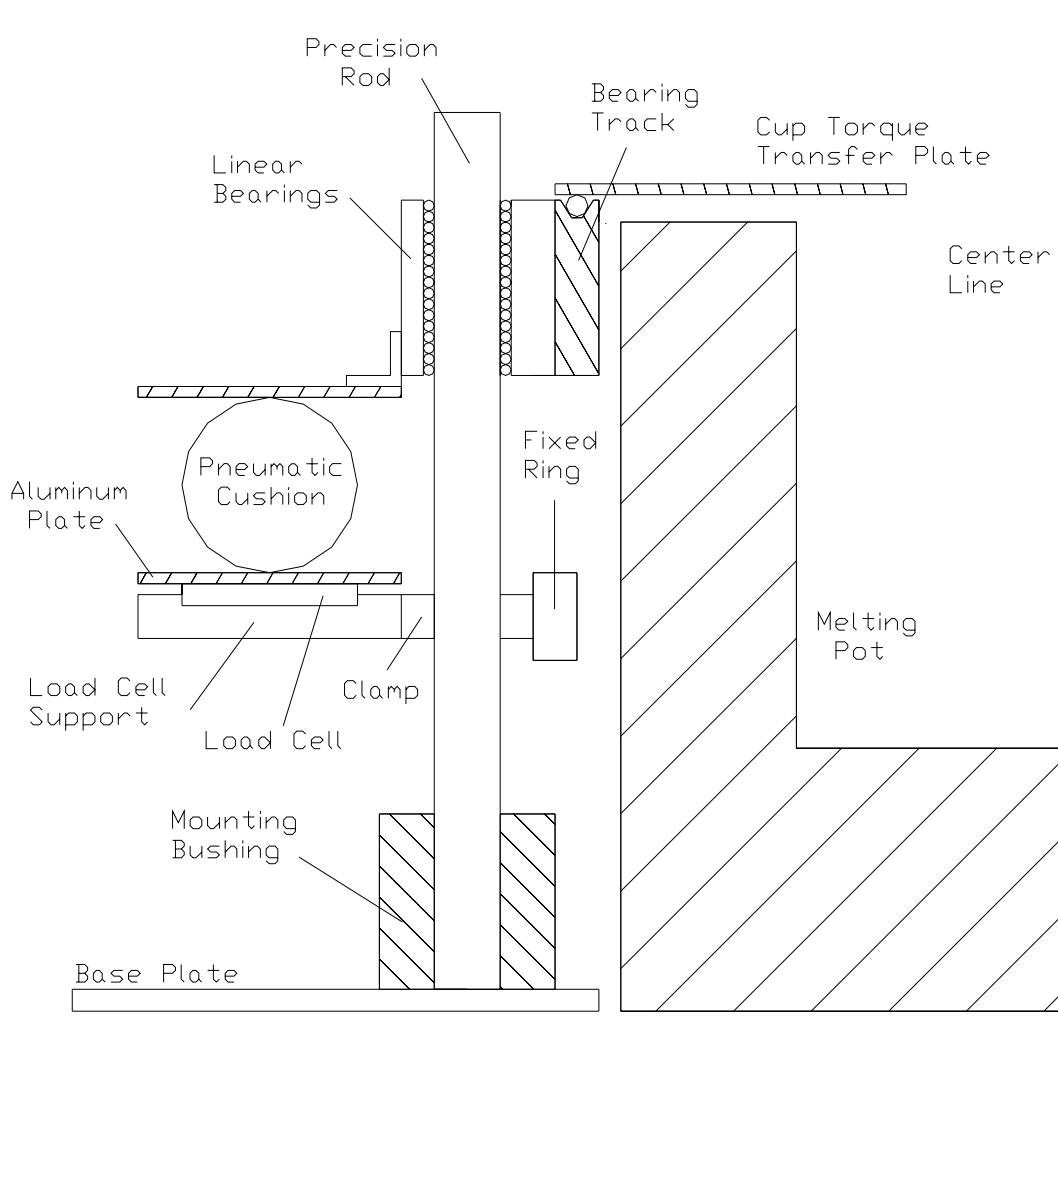 Precision
Rod
Bearing
Track
Cup Torque
Transfer Plate
Linear
Bearings
Center
Line
Fixed
Ring
Pneumatic
Cushion
Aluminum
Plate
Melting
Pot
Load Cell
Support
Clamp
Load Cell
Mounting
Bushing
Base Plate